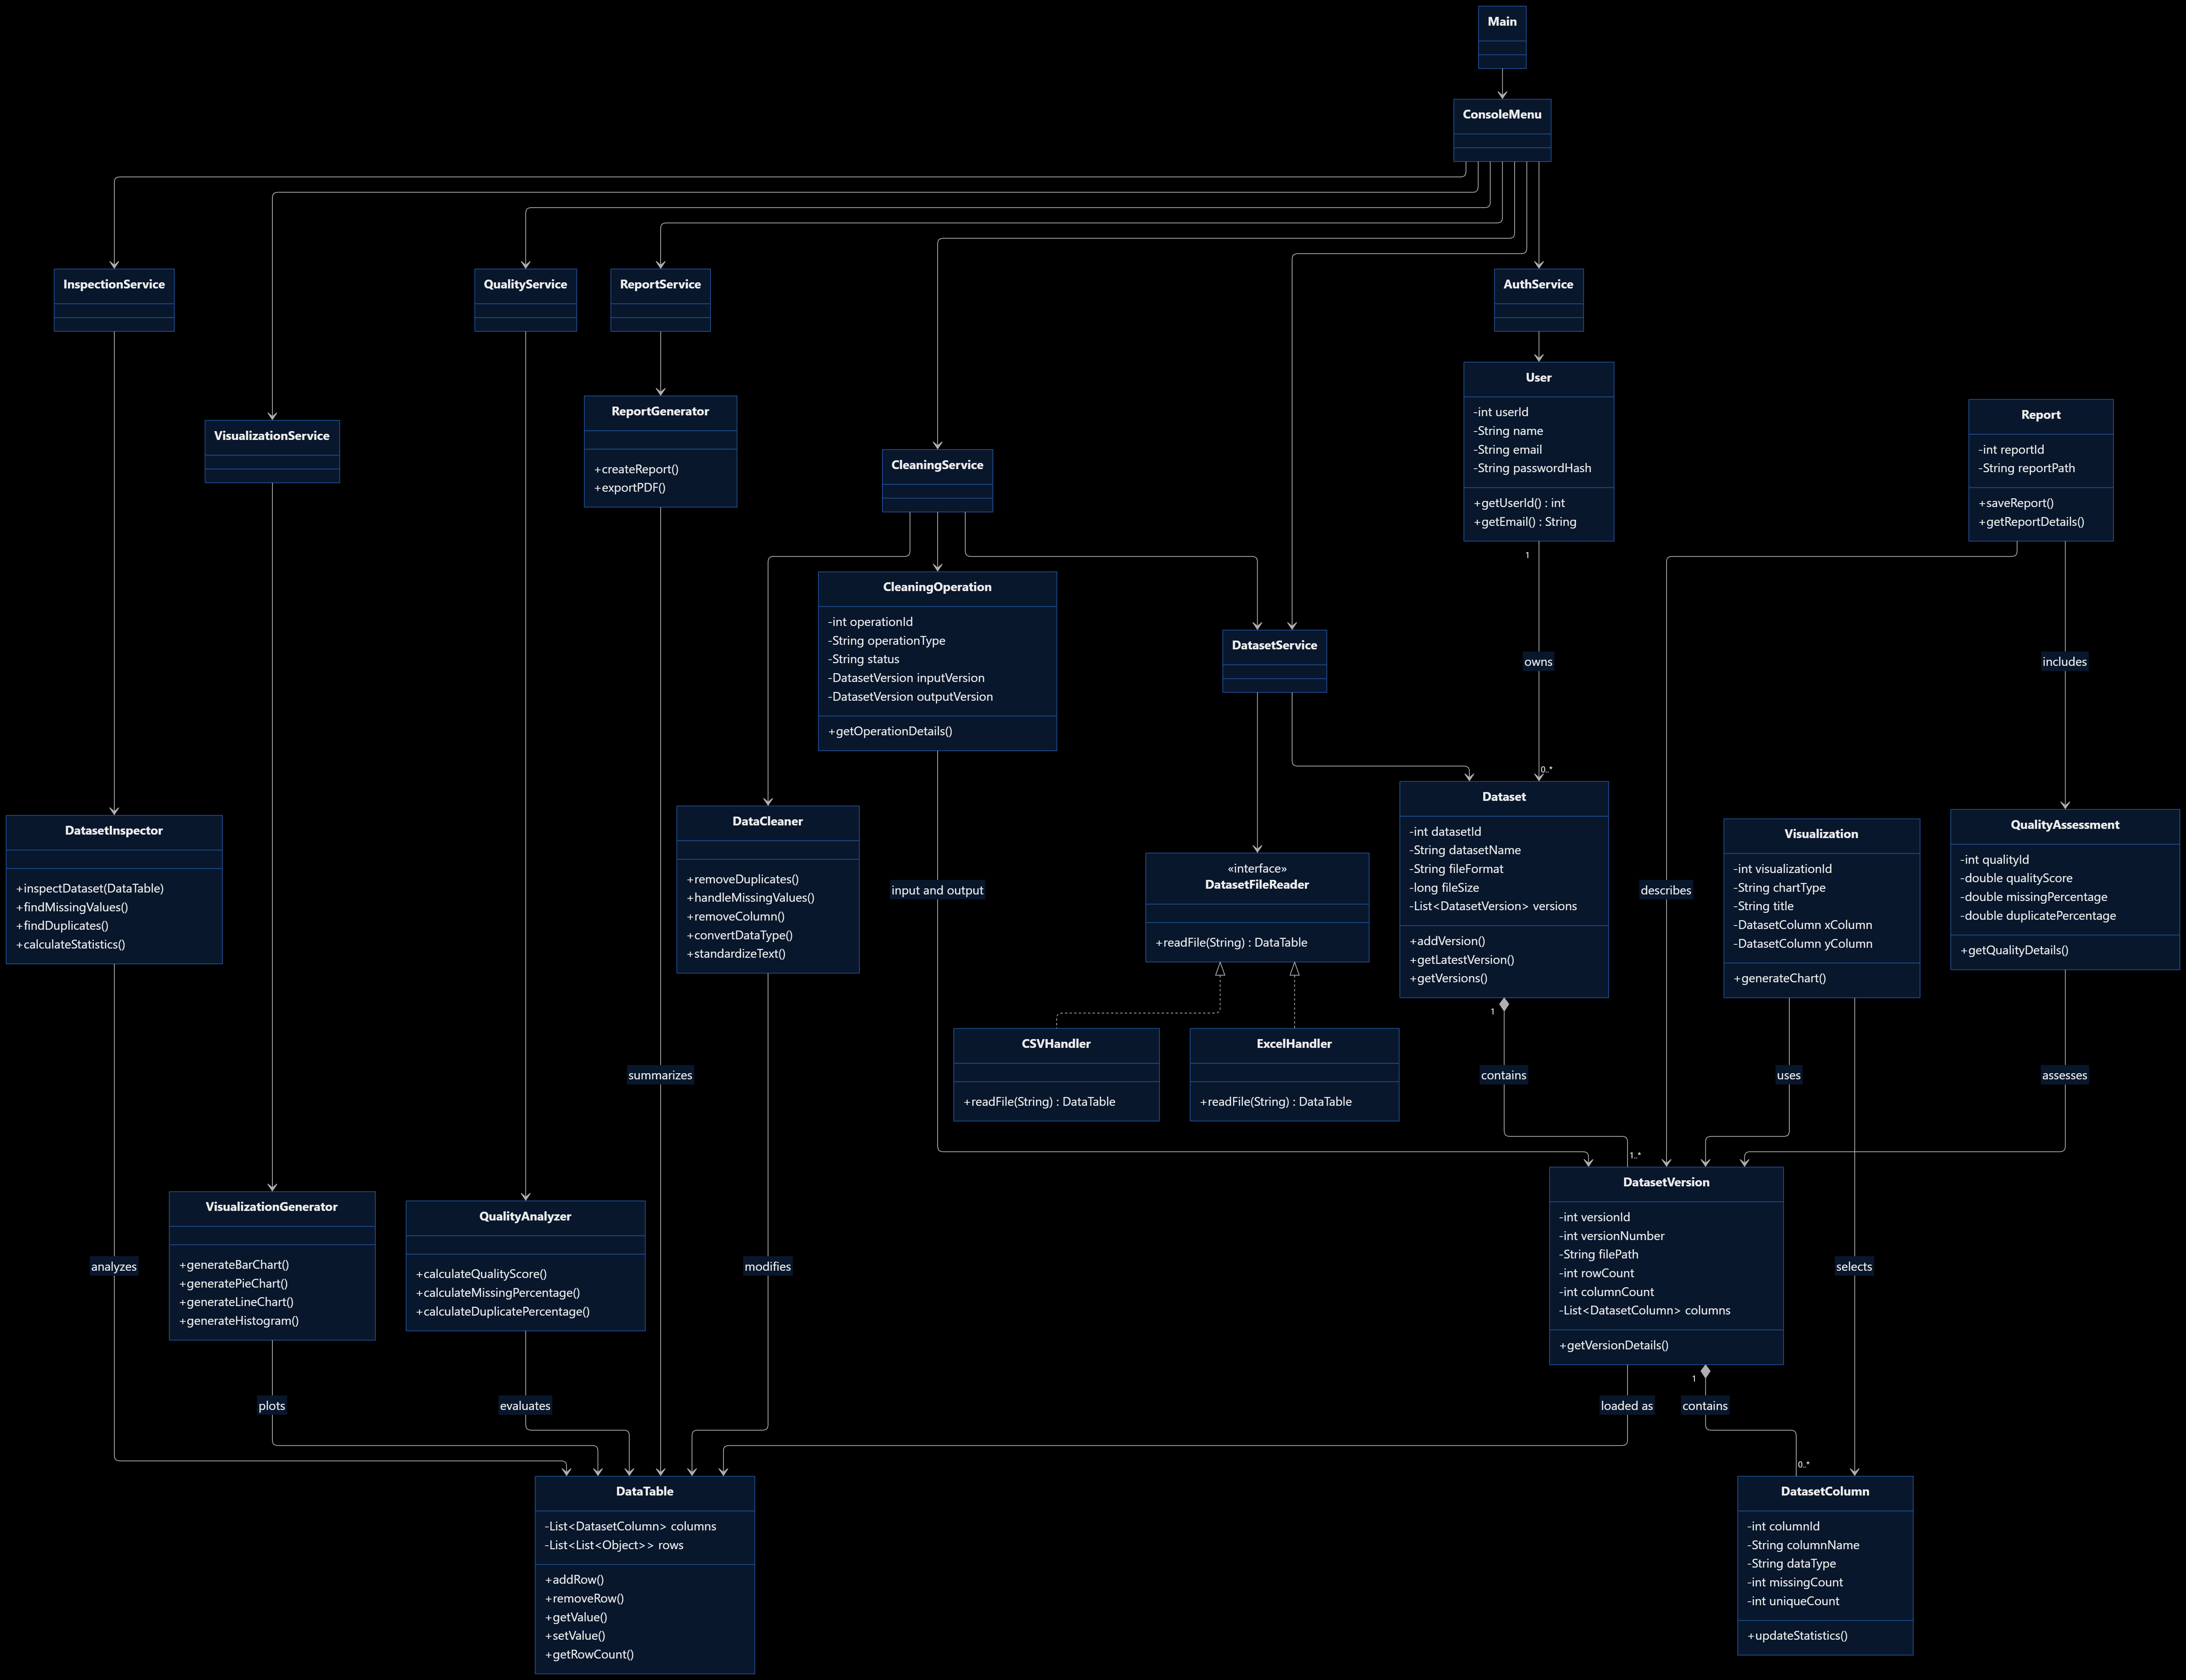 Main
ConsoleMenu
InspectionService
QualityService
ReportService
AuthService
User
-int userId
-String name
-String email
-String passwordHash
+getUserId() : int
+getEmail() : String
ReportGenerator
+createReport()
+exportPDF()
Report
-int reportId
-String reportPath
+saveReport()
+getReportDetails()
VisualizationService
CleaningService
1
CleaningOperation
-int operationId
-String operationType
-String status
-DatasetVersion inputVersion
-DatasetVersion outputVersion
+getOperationDetails()
DatasetService
owns
includes
0..*
Dataset
-int datasetId
-String datasetName
-String fileFormat
-long fileSize
-List<DatasetVersion> versions
+addVersion()
+getLatestVersion()
+getVersions()
DatasetInspector
+inspectDataset(DataTable)
+findMissingValues()
+findDuplicates()
+calculateStatistics()
DataCleaner
+removeDuplicates()
+handleMissingValues()
+removeColumn()
+convertDataType()
+standardizeText()
input and output
«interface»
DatasetFileReader
+readFile(String) : DataTable
describes
Visualization
-int visualizationId
-String chartType
-String title
-DatasetColumn xColumn
-DatasetColumn yColumn
+generateChart()
QualityAssessment
-int qualityId
-double qualityScore
-double missingPercentage
-double duplicatePercentage
+getQualityDetails()
1
CSVHandler
+readFile(String) : DataTable
ExcelHandler
+readFile(String) : DataTable
summarizes
contains
uses
assesses
1..*
DatasetVersion
-int versionId
-int versionNumber
-String filePath
-int rowCount
-int columnCount
-List<DatasetColumn> columns
+getVersionDetails()
VisualizationGenerator
+generateBarChart()
+generatePieChart()
+generateLineChart()
+generateHistogram()
QualityAnalyzer
+calculateQualityScore()
+calculateMissingPercentage()
+calculateDuplicatePercentage()
analyzes
modifies
selects
1
plots
evaluates
loaded as
contains
0..*
DataTable
-List<DatasetColumn> columns
-List<List<Object>> rows
+addRow()
+removeRow()
+getValue()
+setValue()
+getRowCount()
DatasetColumn
-int columnId
-String columnName
-String dataType
-int missingCount
-int uniqueCount
+updateStatistics()